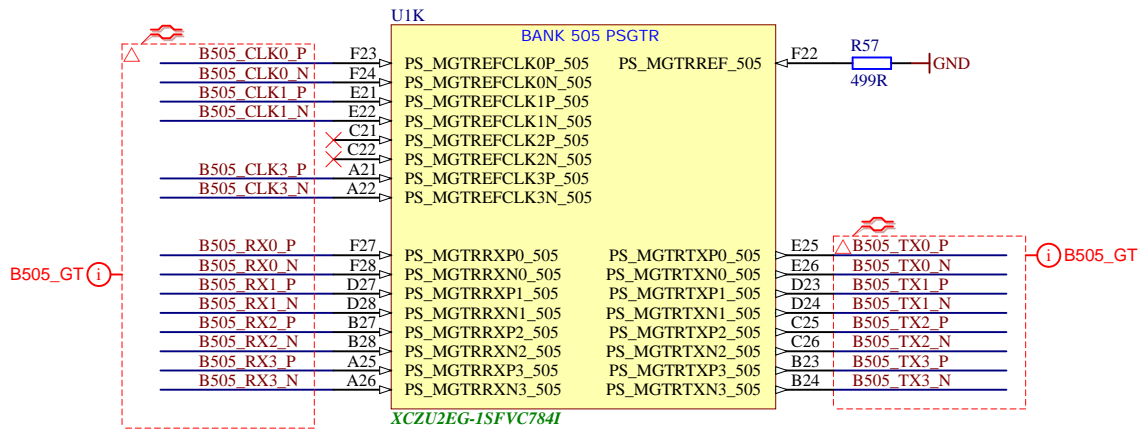 U1K
BANK 505 PSGTR
B505_CLK0_P F23 PS_MGTREFCLK0P_505 PS_MGTRREF_505 F22 R57 499R GND
B505_CLK0_N F24 PS_MGTREFCLK0N_505
B505_CLK1_P E21 PS_MGTREFCLK1P_505
B505_CLK1_N E22 PS_MGTREFCLK1N_505
C21 PS_MGTREFCLK2P_505
C22 PS_MGTREFCLK2N_505
B505_CLK3_P A21 PS_MGTREFCLK3P_505
B505_CLK3_N A22 PS_MGTREFCLK3N_505
B505_RX0_P F27 PS_MGTRRXP0_505 PS_MGTRTXP0_505 E25 B505_TX0_P
B505_GT i B505_RX0_N F28 PS_MGTRRXN0_505 PS_MGTRTXN0_505 E26 B505_TX0_N i B505_GT
B505_RX1_P D27 PS_MGTRRXP1_505 PS_MGTRTXP1_505 D23 B505_TX1_P
B505_RX1_N D28 PS_MGTRRXN1_505 PS_MGTRTXN1_505 D24 B505_TX1_N
B505_RX2_P B27 PS_MGTRRXP2_505 PS_MGTRTXP2_505 C25 B505_TX2_P
B505_RX2_N B28 PS_MGTRRXN2_505 PS_MGTRTXN2_505 C26 B505_TX2_N
B505_RX3_P A25 PS_MGTRRXP3_505 PS_MGTRTXP3_505 B23 B505_TX3_P
B505_RX3_N A26 PS_MGTRRXN3_505 PS_MGTRTXN3_505 B24 B505_TX3_N
XCZU2EG-1SFVC784I